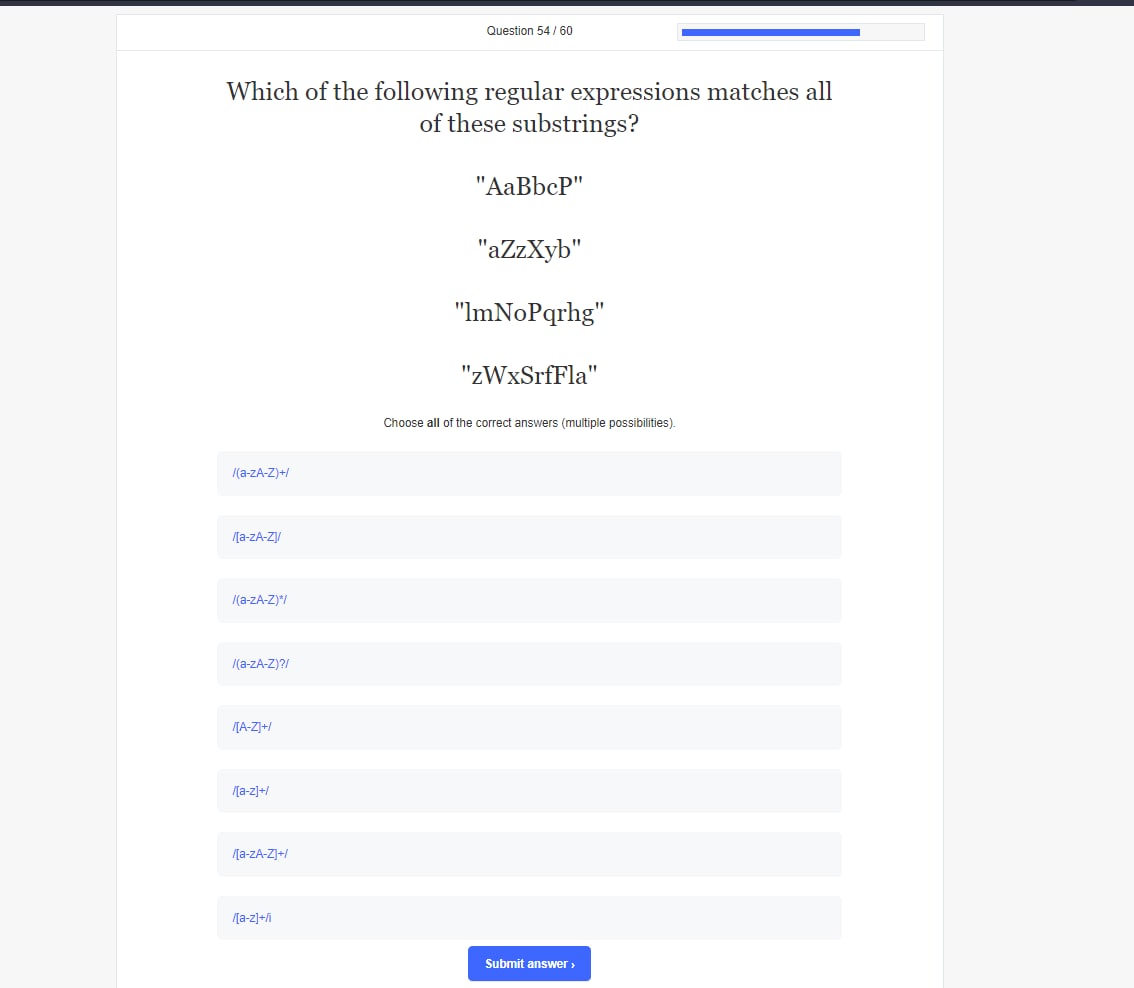 Question 54 / 60
Which of the following regular expressions matches all
of these substrings?
"AaBbcP"
"aZzXyb"
"lmNoPqrhg"
"zWxSrfFla"
Choose all of the correct answers (multiple possibilities).
/(a-zA-Z)+/
/[a-zA-Z]/
/(a-zA-Z)*/
/(a-zA-Z)?/
/[A-Z]+/
/[a-z]+/
/[a-zA-Z]+/
/[a-z]+/i
Submit answer ›